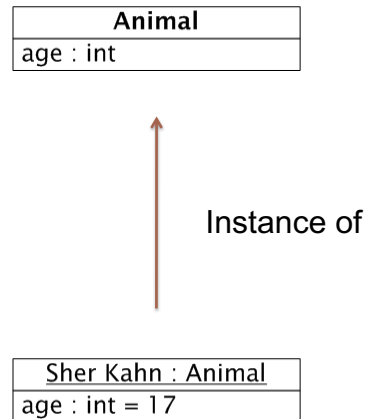 Animal
age : int
Instance of
Sher Kahn : Animal
age : int = 17